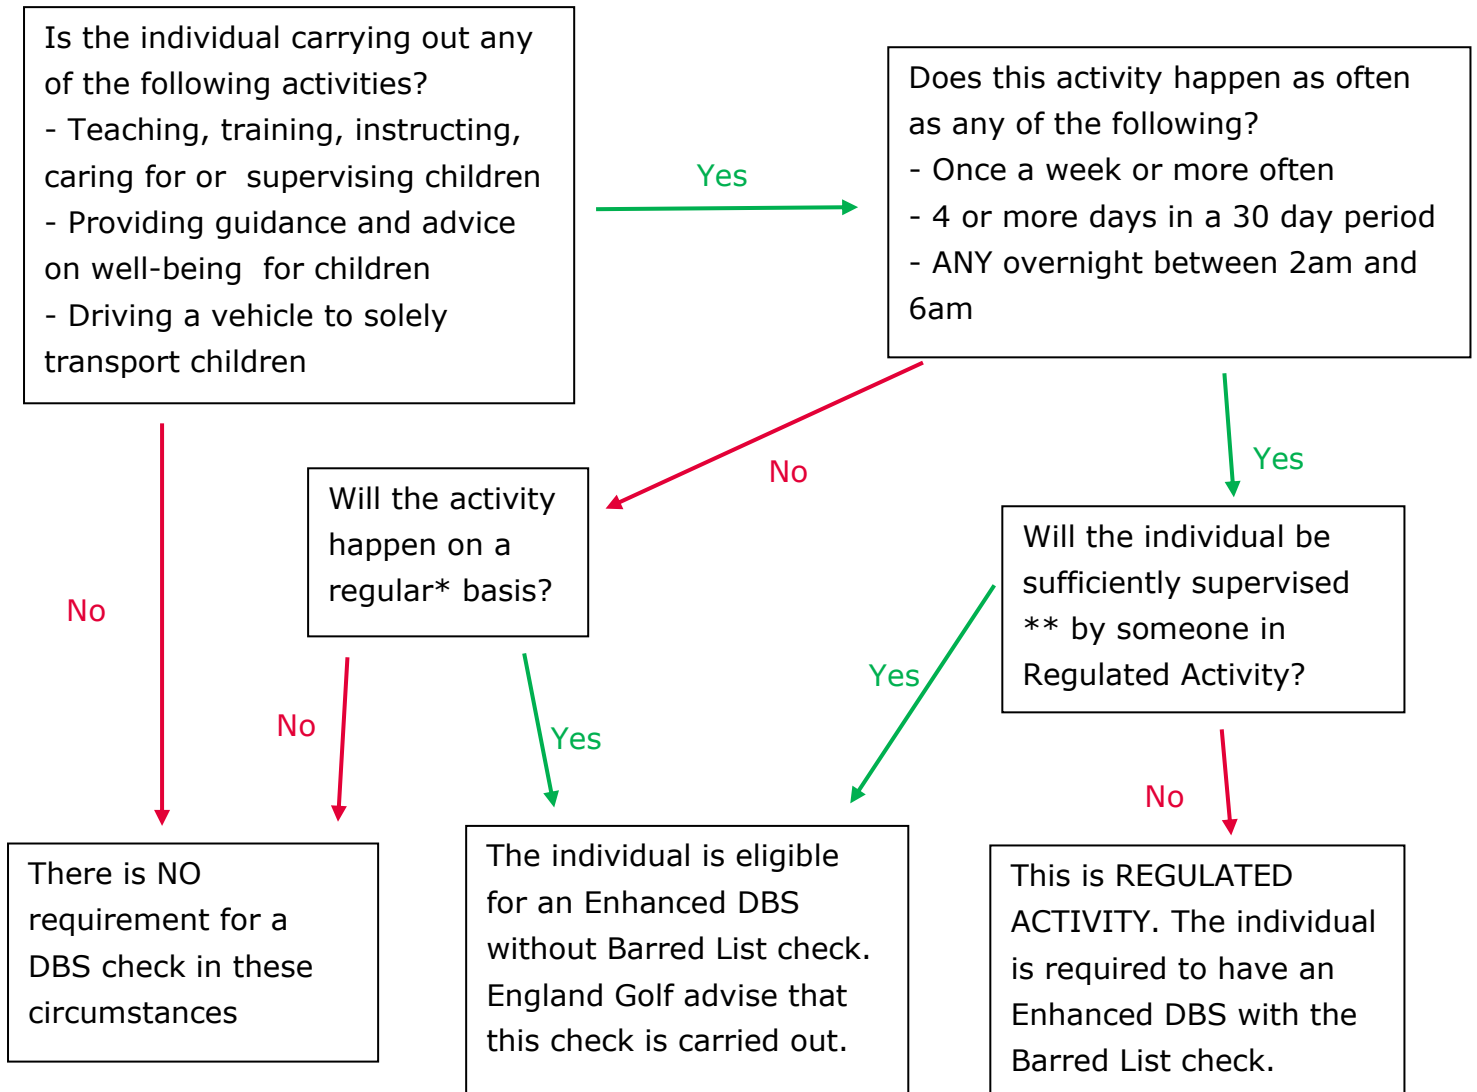 Is the individual carrying out any
of the following activities?
- Teaching, training, instructing,
caring for or  supervising children
- Providing guidance and advice
on well-being  for children
- Driving a vehicle to solely
transport children
Yes
Does this activity happen as often
as any of the following?
- Once a week or more often
- 4 or more days in a 30 day period
- ANY overnight between 2am and
6am
No
Yes
Will the activity
happen on a
regular* basis?
Will the individual be
sufficiently supervised
** by someone in
Regulated Activity?
No
No
Yes
Yes
No
There is NO
requirement for a
DBS check in these
circumstances
The individual is eligible
for an Enhanced DBS
without Barred List check.
England Golf advise that
this check is carried out.
This is REGULATED
ACTIVITY. The individual
is required to have an
Enhanced DBS with the
Barred List check.